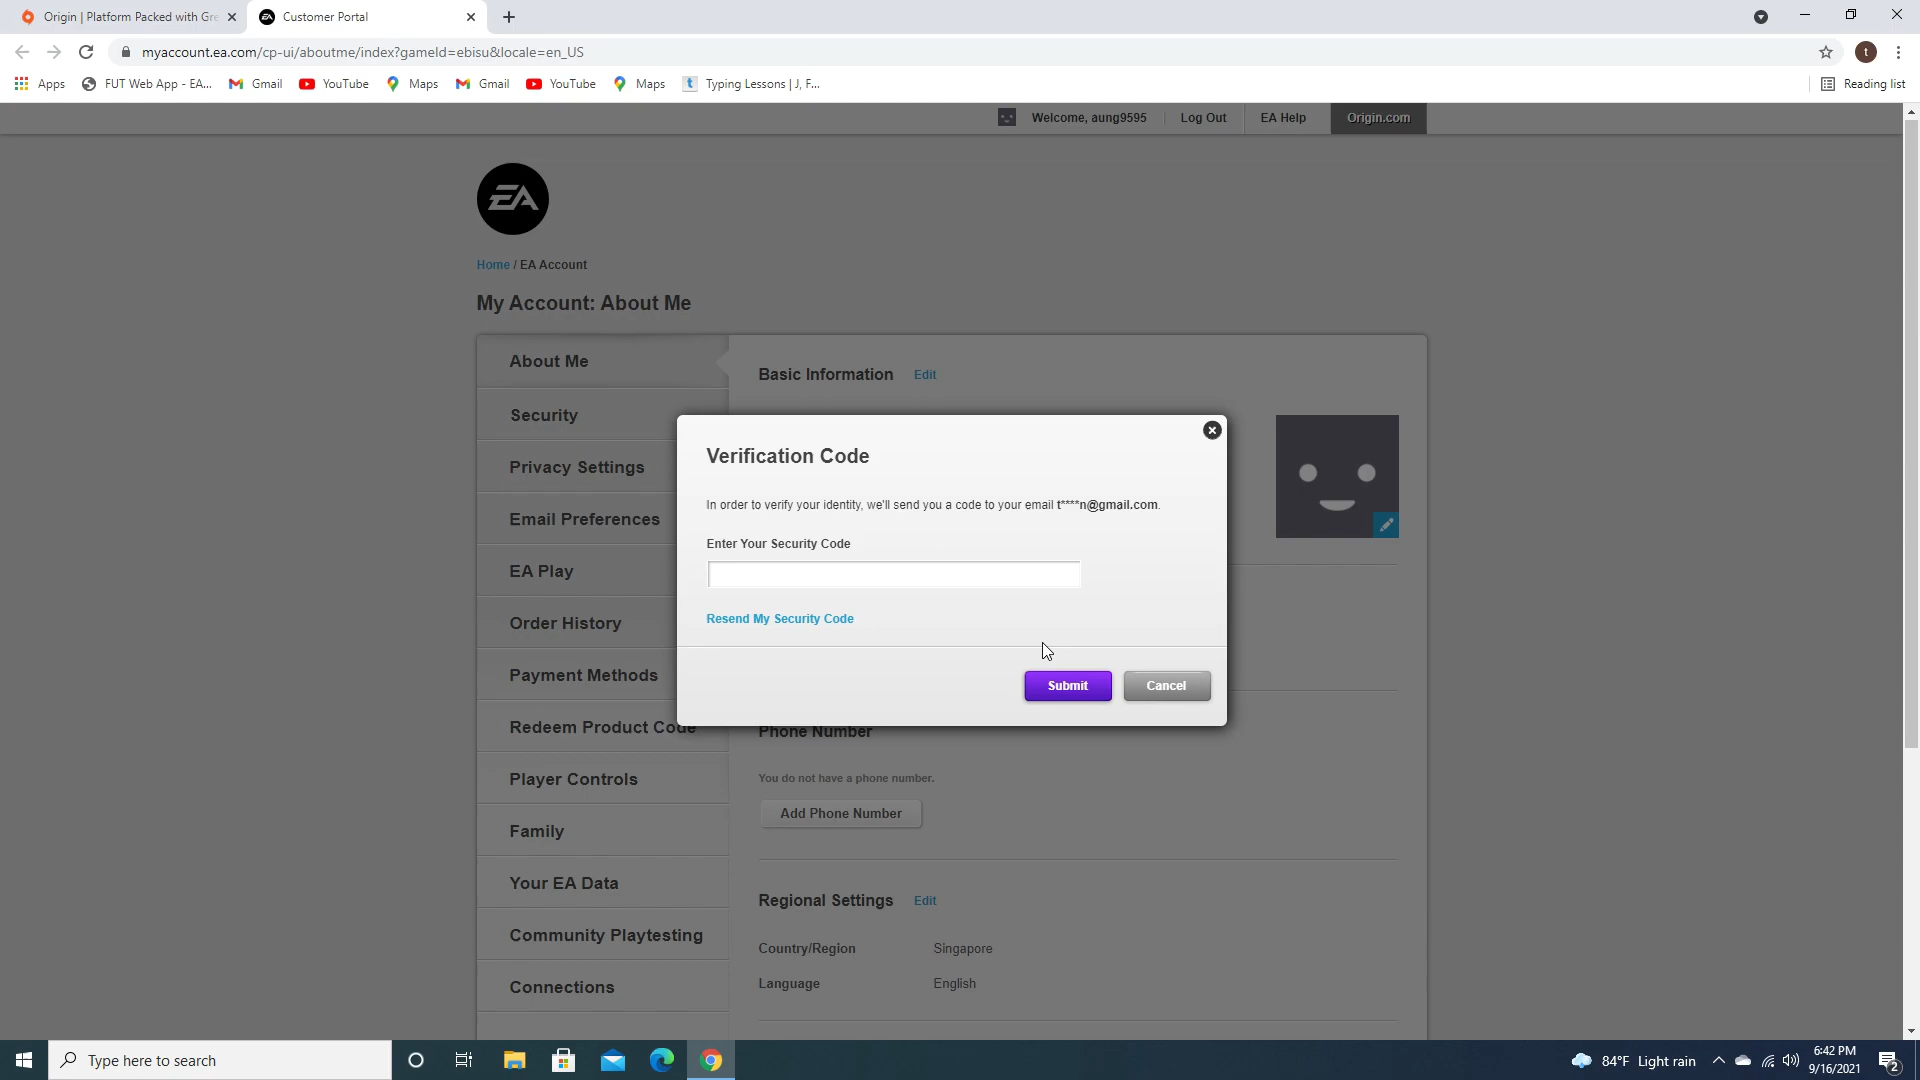 Origin | Platform Packed with Gre
Customer Portal
myaccount.ea.com/cp-ui/aboutme/index?gameId=ebisu&locale=en_US
t
Apps
FUT Web App - EA...
Gmail
YouTube
Maps
Gmail
YouTube
Maps
t
Typing Lessons | J, F...
Reading list
Welcome, aung9595
Log Out
EA Help
Origin.com
EA
Home / EA Account
My Account: About Me
About Me
Security
Privacy Settings
Email Preferences
EA Play
Order History
Payment Methods
Redeem Product Code
Player Controls
Family
Your EA Data
Community Playtesting
Connections
Basic Information
Edit
Verification Code
In order to verify your identity, we'll send you a code to your email t****n@gmail.com.
Enter Your Security Code
Resend My Security Code
Submit
Cancel
Phone Number
You do not have a phone number.
Add Phone Number
Regional Settings
Edit
Country/Region
Singapore
Language
English
Type here to search
84°F Light rain
6:42 PM
9/16/2021
2